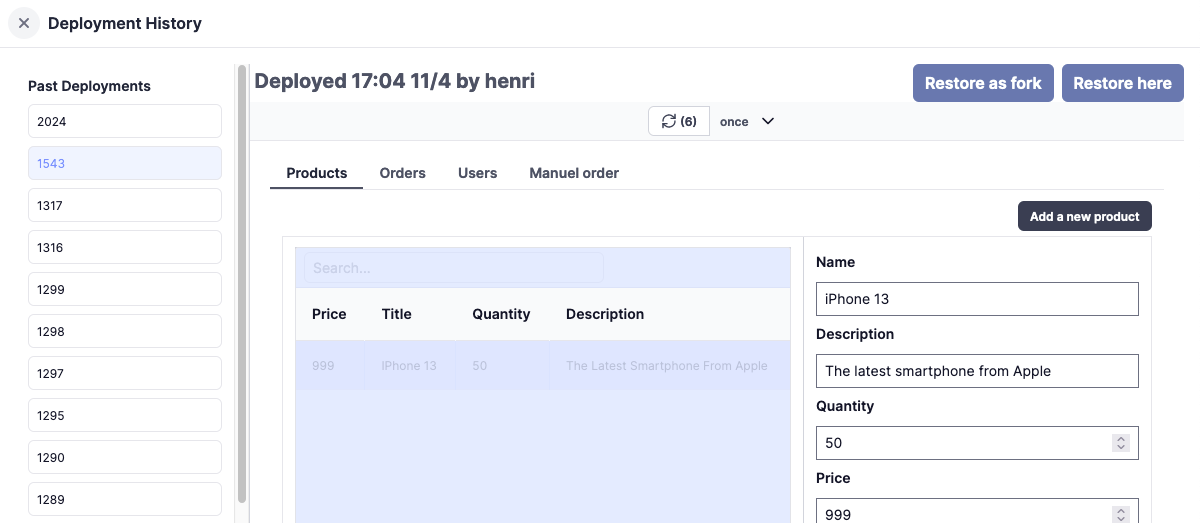 Deployment History
Past Deployments
2024
1543
1317
1316
1299
1298
1297
1295
1290
1289
Deployed 17:04 11/4 by henri
Restore as fork
Restore here
(6)
once
Products Orders Users Manuel order
Add a new product
Search...
Price Title Quantity Description
999 IPhone 13 50 The Latest Smartphone From Apple
Name
iPhone 13
Description
The latest smartphone from Apple
Quantity
50
Price
999